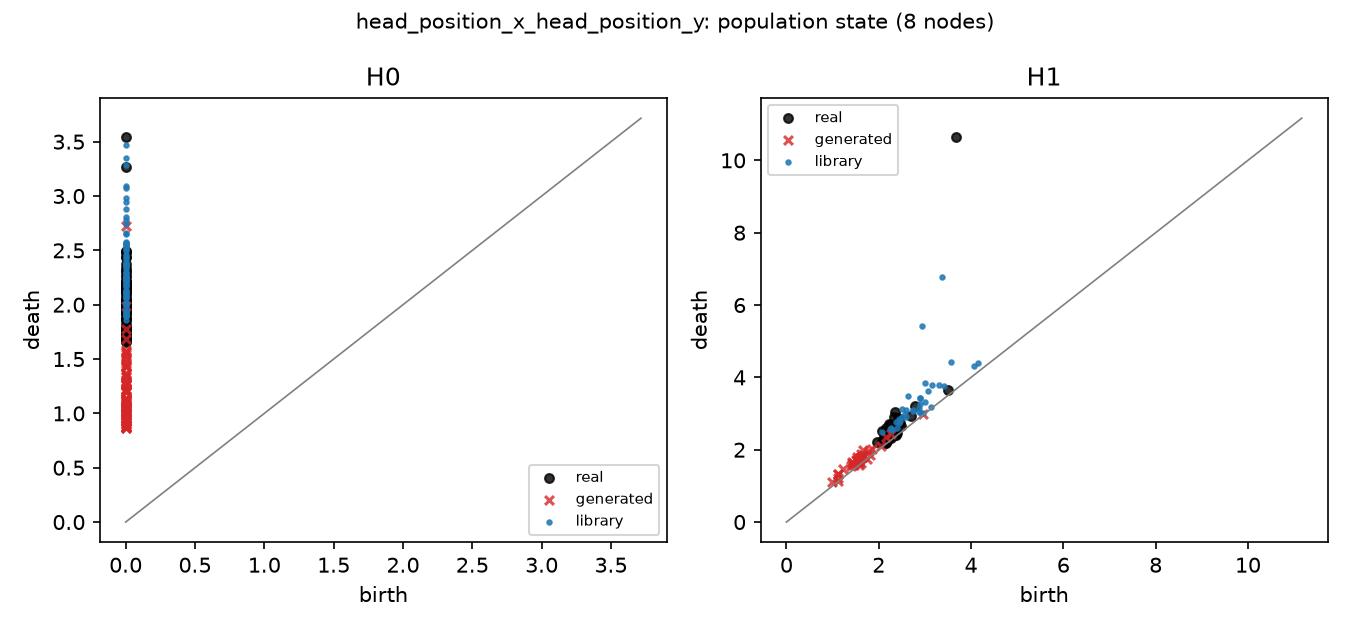 head_position_x_head_position_y: population state (8 nodes)
H0
3.5
3.0
2.5
2.0
1.5
1.0
0.5
0.0
death
real
generated
library
0.0 0.5 1.0 1.5 2.0 2.5 3.0 3.5
birth
H1
real
generated
library
10
8
6
4
2
0
death
0 2 4 6 8 10
birth